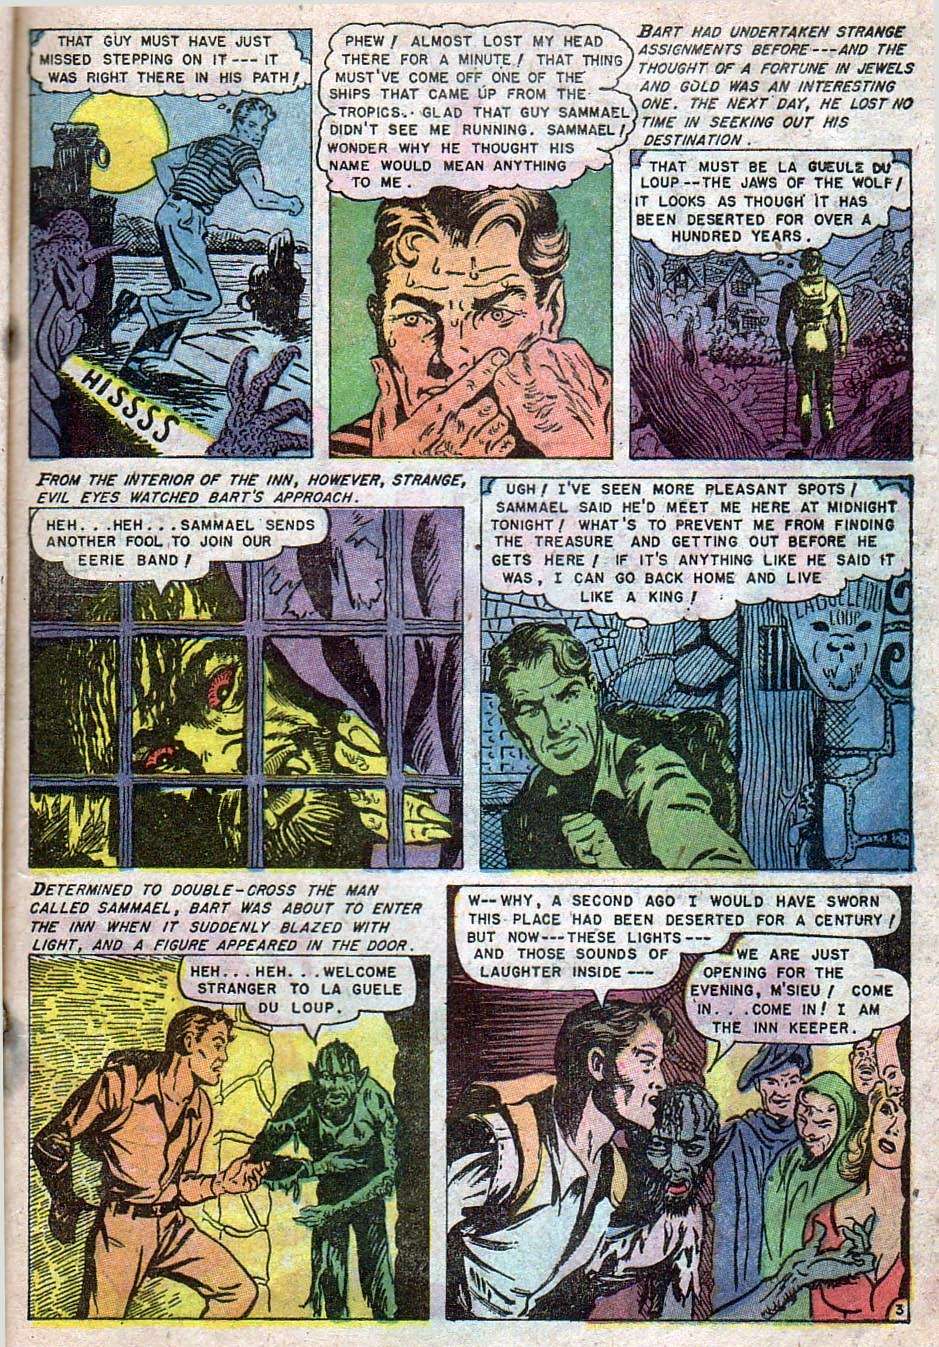 THAT GUY MUST HAVE JUST
MISSED STEPPING ON IT --- IT
WAS RIGHT THERE IN HIS PATH!
HISSSS
PHEW! ALMOST LOST MY HEAD
THERE FOR A MINUTE! THAT THING
MUST'VE COME OFF ONE OF THE
SHIPS THAT CAME UP FROM THE
TROPICS. GLAD THAT GUY SAMMAEL
DIDN'T SEE ME RUNNING. SAMMAEL!
WONDER WHY HE THOUGHT HIS
NAME WOULD MEAN ANYTHING
TO ME.
BART HAD UNDERTAKEN STRANGE
ASSIGNMENTS BEFORE---AND THE
THOUGHT OF A FORTUNE IN JEWELS
AND GOLD WAS AN INTERESTING
ONE. THE NEXT DAY, HE LOST NO
TIME IN SEEKING OUT HIS
DESTINATION.
THAT MUST BE LA GUEULE DU
LOUP--THE JAWS OF THE WOLF!
IT LOOKS AS THOUGH IT HAS
BEEN DESERTED FOR OVER A
HUNDRED YEARS.
FROM THE INTERIOR OF THE INN, HOWEVER, STRANGE,
EVIL EYES WATCHED BART'S APPROACH.
HEH...HEH...SAMMAEL SENDS
ANOTHER FOOL TO JOIN OUR
EERIE BAND!
UGH! I'VE SEEN MORE PLEASANT SPOTS!
SAMMAEL SAID HE'D MEET ME HERE AT MIDNIGHT
TONIGHT! WHAT'S TO PREVENT ME FROM FINDING
THE TREASURE AND GETTING OUT BEFORE HE
GETS HERE! IF IT'S ANYTHING LIKE HE SAID IT
WAS, I CAN GO BACK HOME AND LIVE
LIKE A KING!
LA GUELE DU
LOUP
DETERMINED TO DOUBLE-CROSS THE MAN
CALLED SAMMAEL, BART WAS ABOUT TO ENTER
THE INN WHEN IT SUDDENLY BLAZED WITH
LIGHT, AND A FIGURE APPEARED IN THE DOOR.
HEH...HEH...WELCOME
STRANGER TO LA GUELE
DU LOUP.
W--WHY, A SECOND AGO I WOULD HAVE SWORN
THIS PLACE HAD BEEN DESERTED FOR A CENTURY!
BUT NOW---THESE LIGHTS---
AND THOSE SOUNDS OF
LAUGHTER INSIDE ---
WE ARE JUST
OPENING FOR THE
EVENING, M'SIEU! COME
IN...COME IN! I AM
THE INN KEEPER.
3